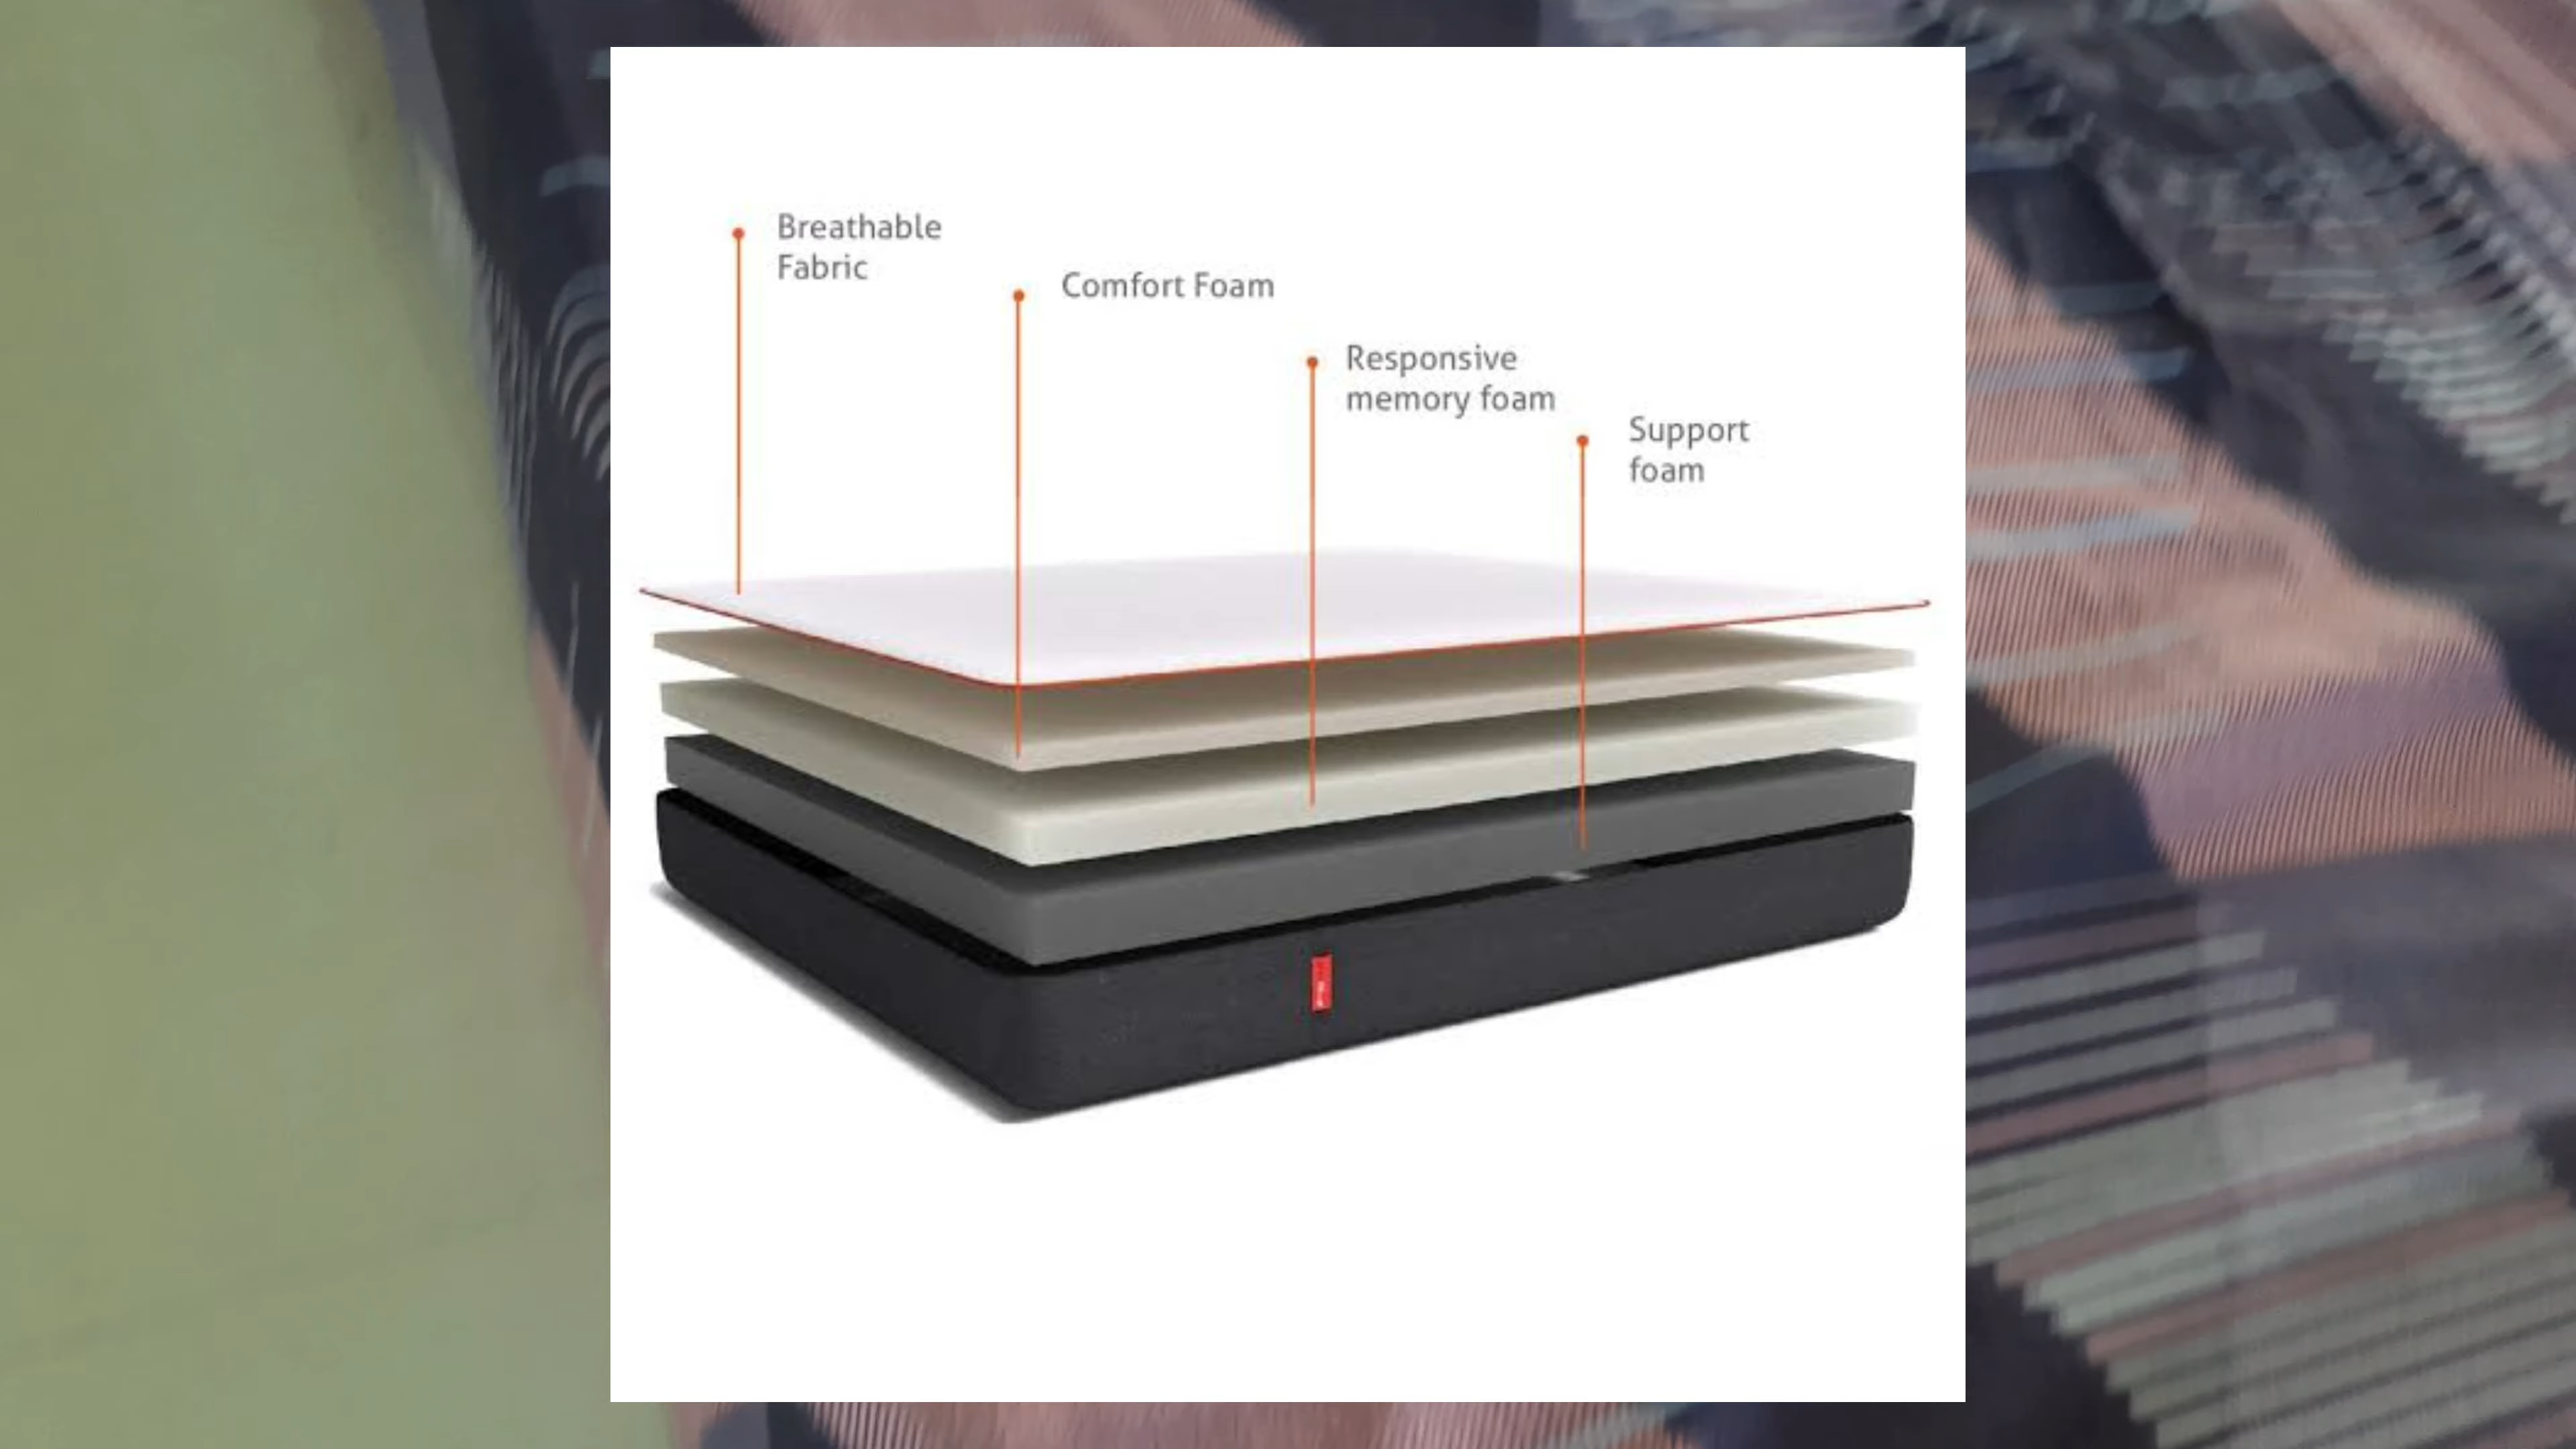 Breathable
Fabric
Comfort Foam
Responsive
memory foam
Support
foam